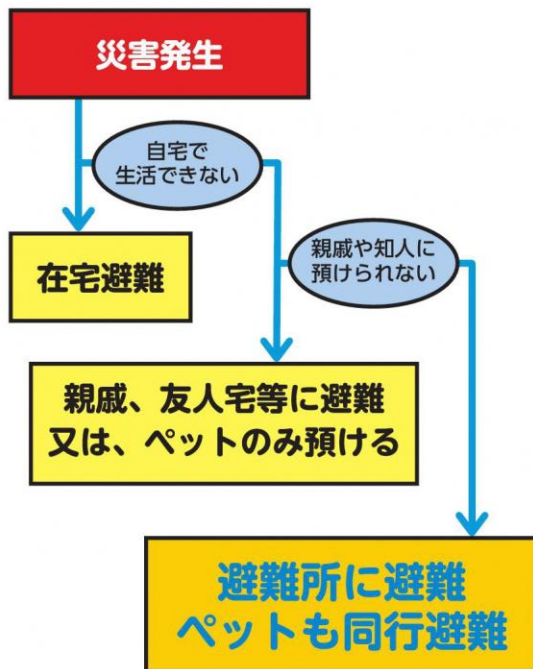 災害発生
自宅で
生活できない
在宅避難
親戚や知人に
預けられない
親戚、友人宅等に避難
又は、ペットのみ預ける
避難所に避難
ペットも同行避難